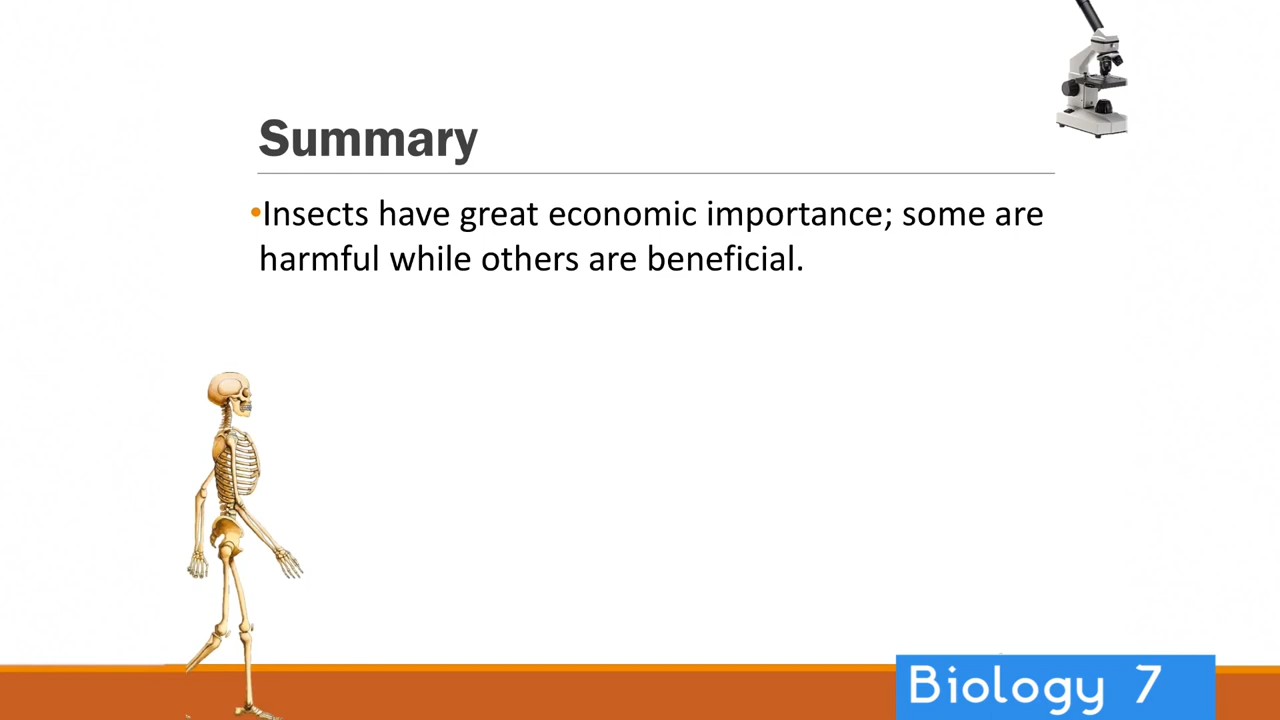 Summary
•Insects have great economic importance; some are
harmful while others are beneficial.
Biology 7